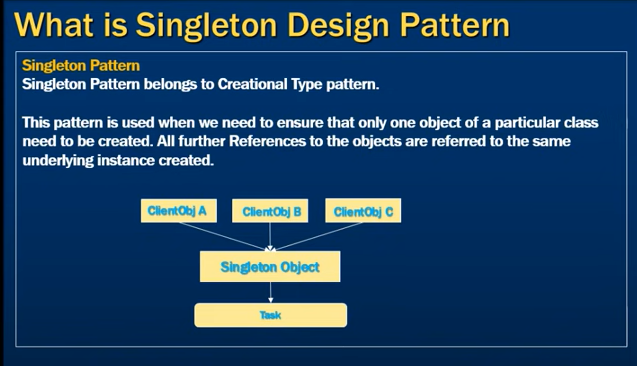 What is Singleton Design Pattern
Singleton Pattern
Singleton Pattern belongs to Creational Type pattern.
This pattern is used when we need to ensure that only one object of a particular class
need to be created. All further References to the objects are referred to the same
underlying instance created.
ClientObj A
ClientObj B
ClientObj C
Singleton Object
Task